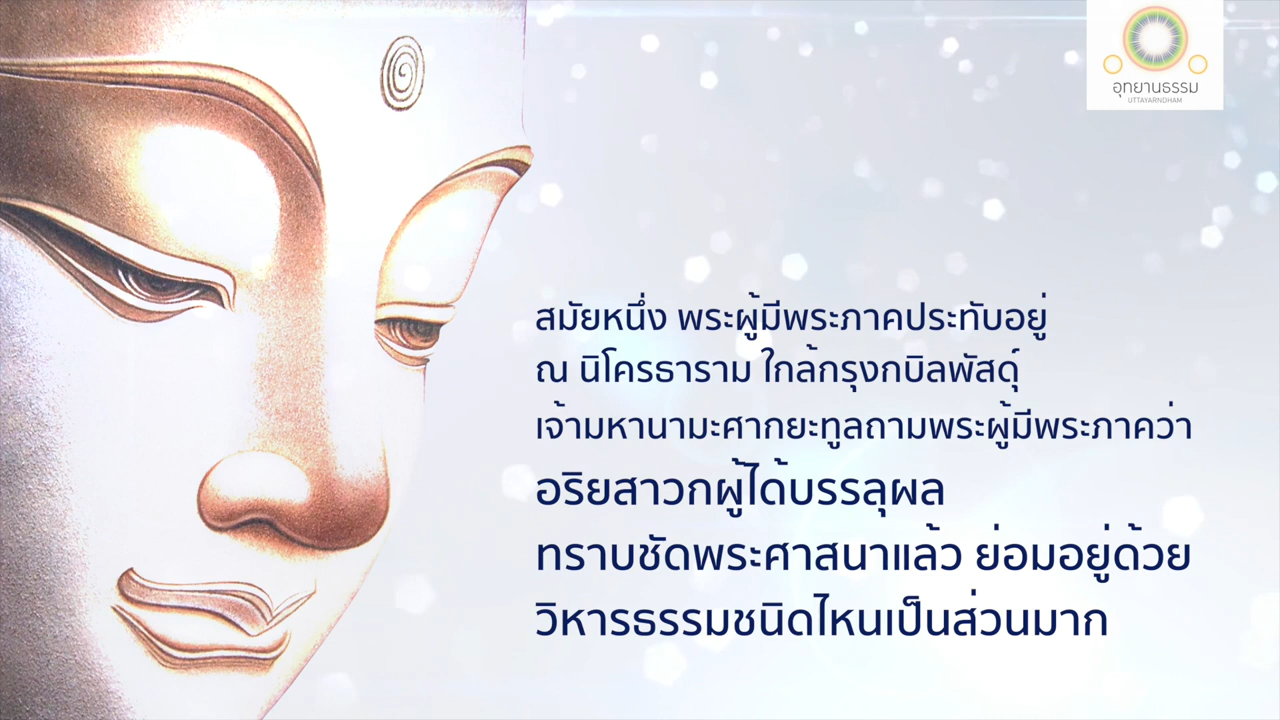 อุทยานธรรม
UTTAYARNDHAM
สมัยหนึ่ง พระผู้มีพระภาคประทับอยู่
ณ นิโครธาราม ใกล้กรุงกบิลพัสดุ์
เจ้ามหานามะศากยะทูลถามพระผู้มีพระภาคว่า
อริยสาวกผู้ได้บรรลุผล
ทราบชัดพระศาสนาแล้ว ย่อมอยู่ด้วย
วิหารธรรมชนิดไหนเป็นส่วนมาก